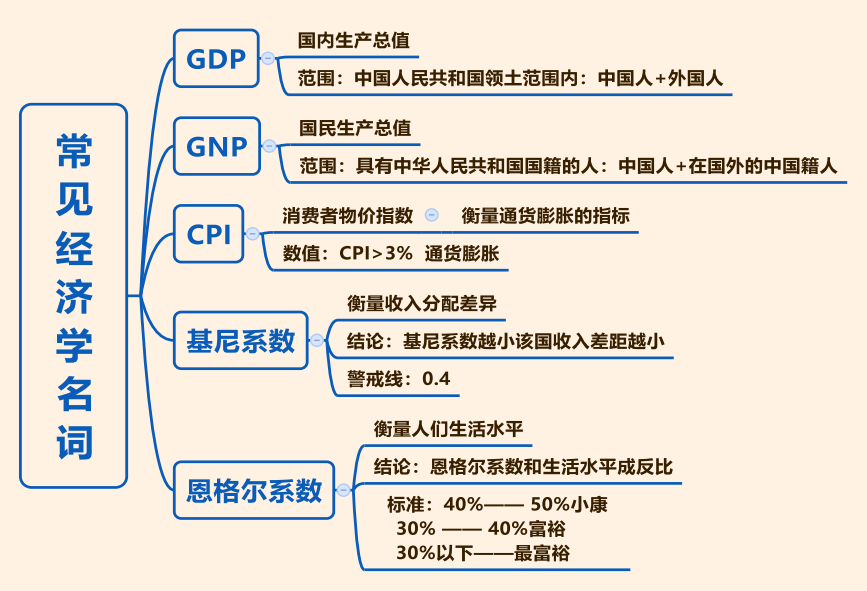 常见经济学名词
GDP
国内生产总值
范围：中国人民共和国领土范围内：中国人+外国人
GNP
国民生产总值
范围：具有中华人民共和国国籍的人：中国人+在国外的中国籍人
CPI
消费者物价指数 衡量通货膨胀的指标
数值：CPI>3% 通货膨胀
基尼系数
衡量收入分配差异
结论：基尼系数越小该国收入差距越小
警戒线：0.4
恩格尔系数
衡量人们生活水平
结论：恩格尔系数和生活水平成反比
标准：40%—— 50%小康
30% —— 40%富裕
30%以下——最富裕